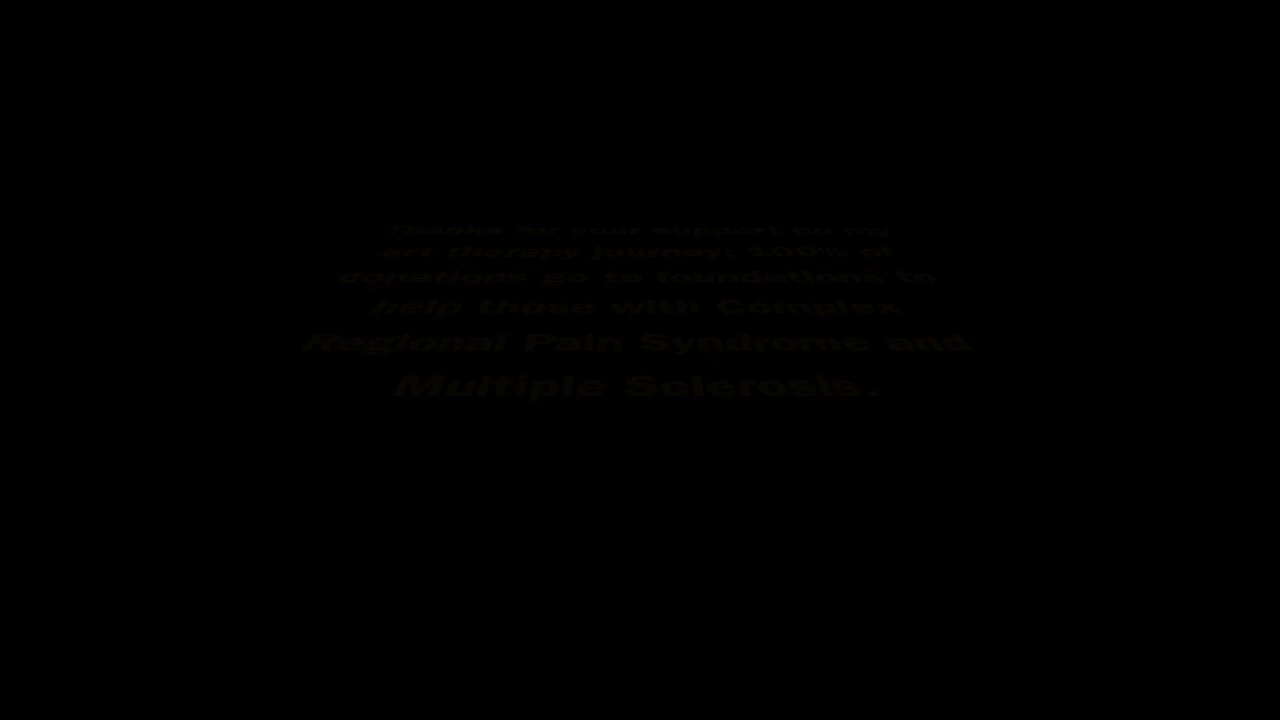 Thanks for your support on my
art therapy journey; 100% of
donations go to foundations to
help those with Complex
Regional Pain Syndrome and
Multiple Sclerosis.